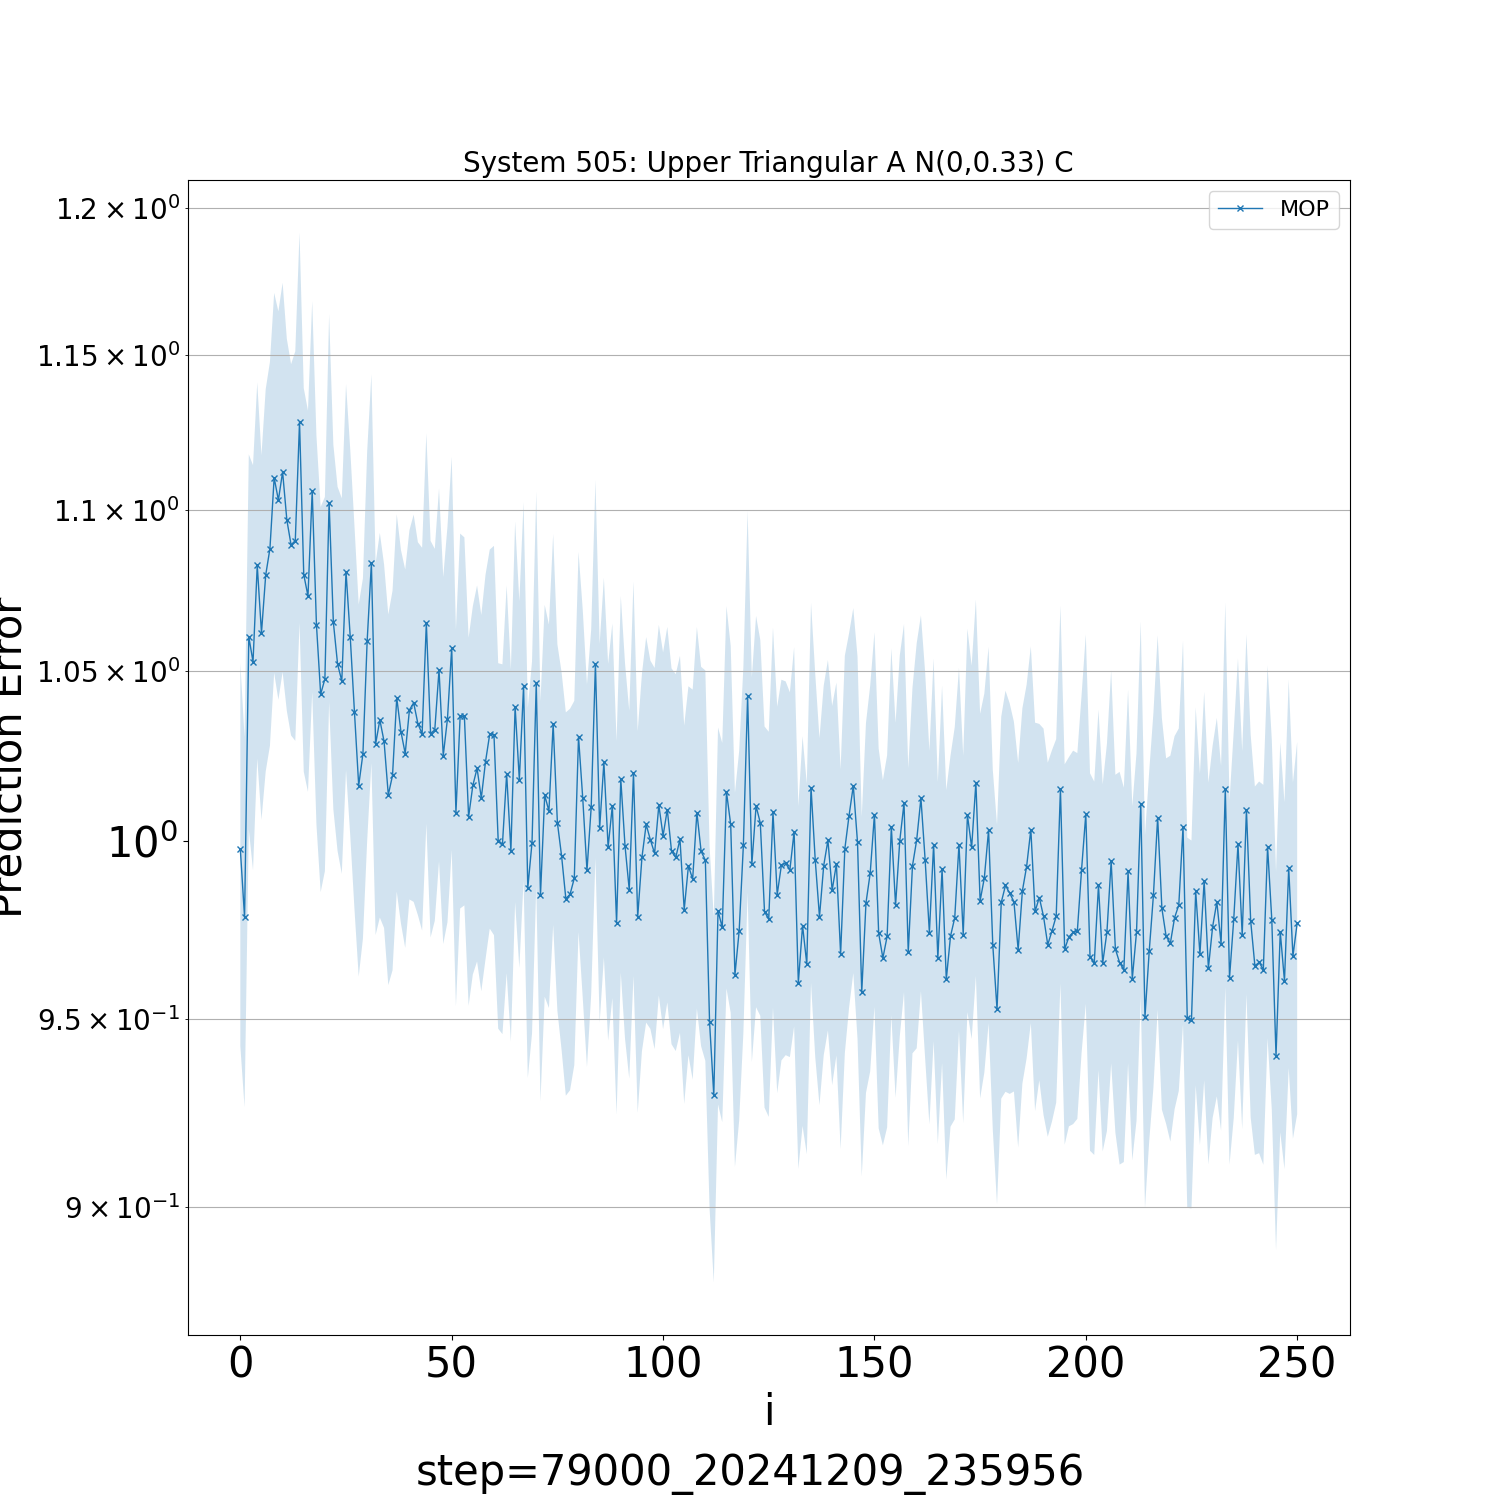 System 505: Upper Triangular A N(0,0.33) C
MOP
Prediction Error
1.2 × 10⁰
1.15 × 10⁰
1.1 × 10⁰
1.05 × 10⁰
10⁰
9.5 × 10⁻¹
9 × 10⁻¹
0 50 100 150 200 250
i
step=79000_20241209_235956